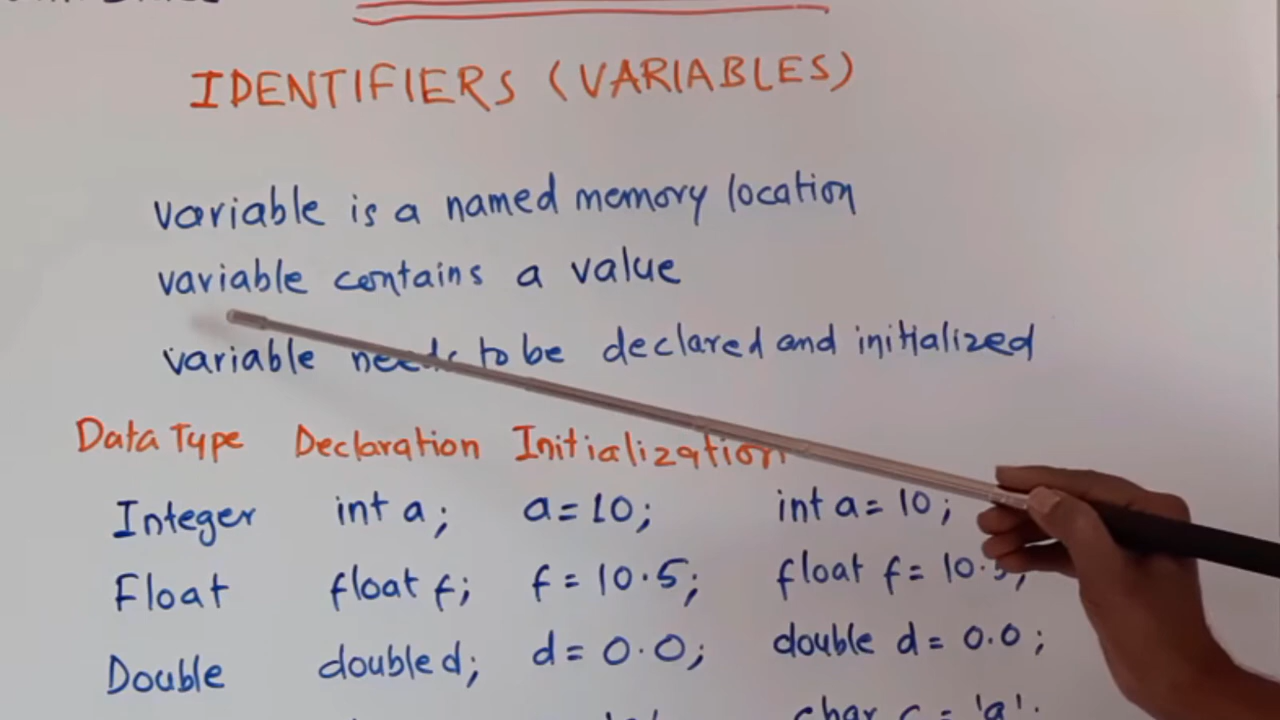 IDENTIFIERS (VARIABLES)
variable is a named memory location
variable contains a value
variable needs to be declared and initialized
Data Type Declaration Initialization
Integer int a; a=10; int a= 10;
Float float f; f=10.5; float f= 10.5;
Double double d; d=0.0; double d= 0.0;
char c = 'a'.